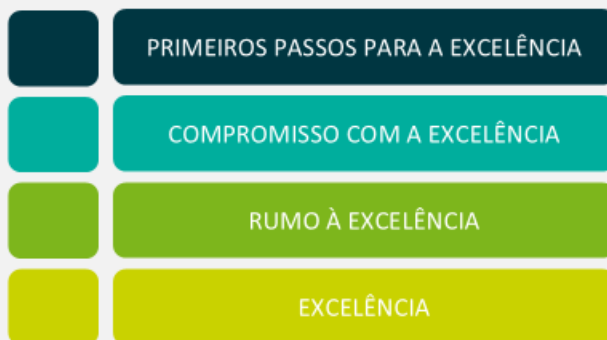 PRIMEIROS PASSOS PARA A EXCELÊNCIA
COMPROMISSO COM A EXCELÊNCIA
RUMO À EXCELÊNCIA
EXCELÊNCIA